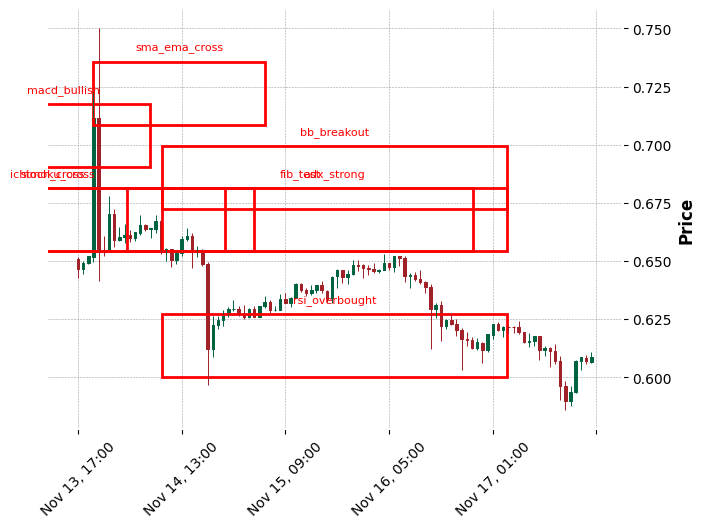 0.750
sma_ema_cross
0.725
macd_bullish
0.700
bb_breakout
fib_test
adx_strong
0.675
0.650
rsi_overbought
0.625
0.600
Price
Nov 13, 17:00
Nov 14, 13:00
Nov 15, 09:00
Nov 16, 05:00
Nov 17, 01:00